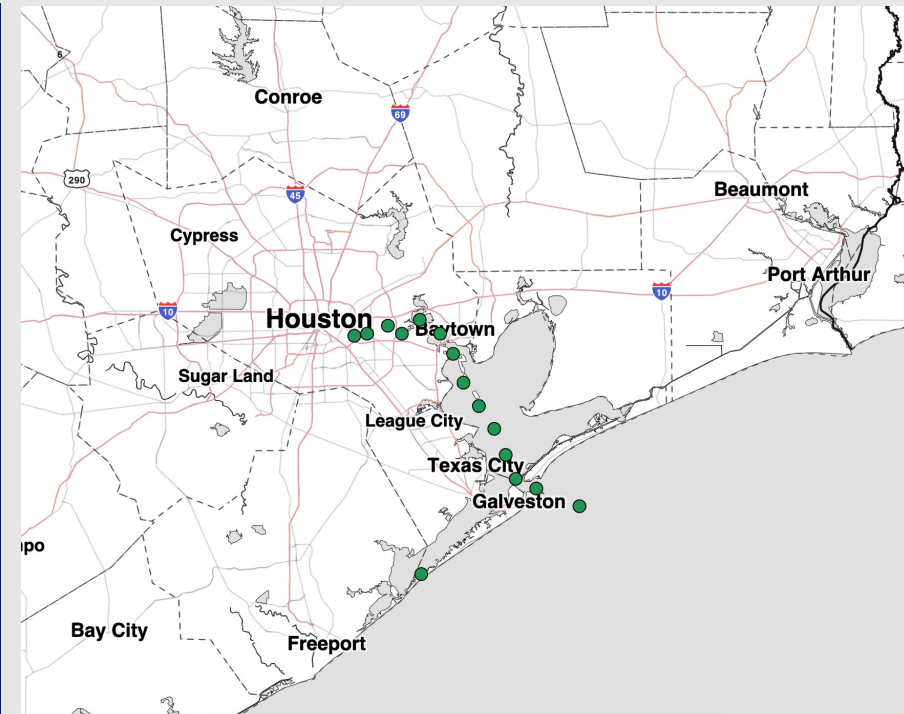 6
Conroe
69
290
45
Beaumont
Cypress
Port Arthur
10
10
Houston
Baytown
Sugar Land
League City
Texas City
Galveston
npo
Bay City
Freeport